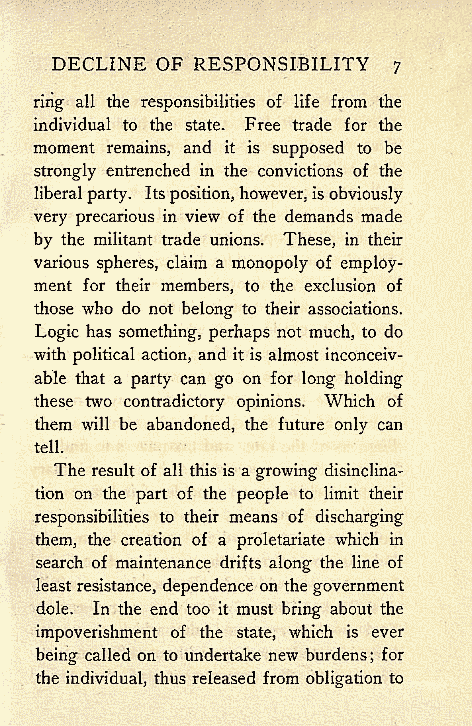 DECLINE OF RESPONSIBILITY 7
ring all the responsibilities of life from the
individual to the state. Free trade for the
moment remains, and it is supposed to be
strongly entrenched in the convictions of the
liberal party. Its position, however, is obviously
very precarious in view of the demands made
by the militant trade unions. These, in their
various spheres, claim a monopoly of employ-
ment for their members, to the exclusion of
those who do not belong to their associations.
Logic has something, perhaps not much, to do
with political action, and it is almost inconceiv-
able that a party can go on for long holding
these two contradictory opinions. Which of
them will be abandoned, the future only can
tell.
The result of all this is a growing disinclina-
tion on the part of the people to limit their
responsibilities to their means of discharging
them, the creation of a proletariate which in
search of maintenance drifts along the line of
least resistance, dependence on the government
dole. In the end too it must bring about the
impoverishment of the state, which is ever
being called on to undertake new burdens; for
the individual, thus released from obligation to